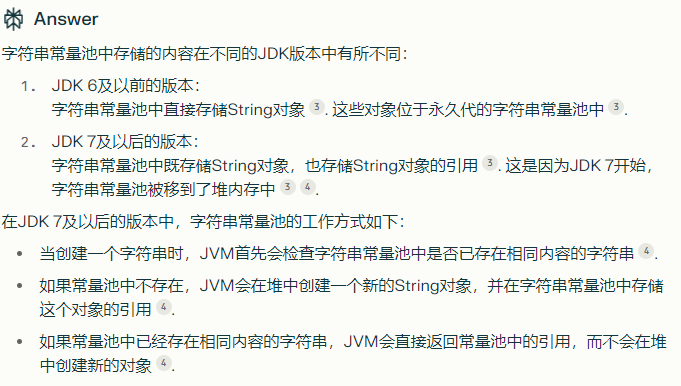 Answer
字符串常量池中存储的内容在不同的JDK版本中有所不同：
1. JDK 6及以前的版本：
字符串常量池中直接存储String对象 3. 这些对象位于永久代的字符串常量池中 3.
2. JDK 7及以后的版本：
字符串常量池中既存储String对象，也存储String对象的引用 3. 这是因为JDK 7开始，
字符串常量池被移到了堆内存中 3 4.
在JDK 7及以后的版本中，字符串常量池的工作方式如下：
• 当创建一个字符串时，JVM首先会检查字符串常量池中是否已存在相同内容的字符串 4.
• 如果常量池中不存在，JVM会在堆中创建一个新的String对象，并在字符串常量池中存储
这个对象的引用 4.
• 如果常量池中已经存在相同内容的字符串，JVM会直接返回常量池中的引用，而不会在堆
中创建新的对象 4.